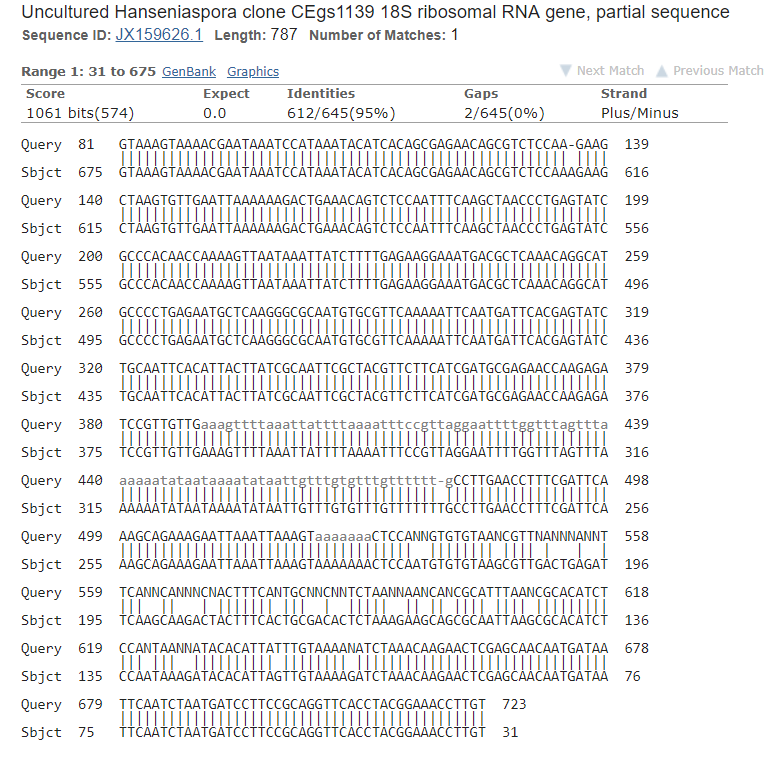 Uncultured Hanseniaspora clone CEgs1139 18S ribosomal RNA gene, partial sequence
Sequence ID: JX159626.1 Length: 787 Number of Matches: 1
Range 1: 31 to 675 GenBank Graphics Next Match Previous Match
Score Expect Identities Gaps Strand
1061 bits(574) 0.0 612/645(95%) 2/645(0%) Plus/Minus
Query 81 GTAAAGTAAAACGAATAAATCCATAAATACATCACAGCGAGAACAGCGTCTCCAA-GAAG 139
Sbjct 675 GTAAAGTAAAACGAATAAATCCATAAATACATCACAGCGAGAACAGCGTCTCCAAAGAAG 616
Query 140 CTAAGTGTTGAATTAAAAAAGACTGAAACAGTCTCCAATTTCAAGCTAACCCTGAGTATC 199
Sbjct 615 CTAAGTGTTGAATTAAAAAAGACTGAAACAGTCTCCAATTTCAAGCTAACCCTGAGTATC 556
Query 200 GCCCACAACCAAAAGTTAATAAATTATCTTTTGAGAAGGAAATGACGCTCAAACAGGCAT 259
Sbjct 555 GCCCACAACCAAAAGTTAATAAATTATCTTTTGAGAAGGAAATGACGCTCAAACAGGCAT 496
Query 260 GCCCCTGAGAATGCTCAAGGGCGCAATGTGCGTTCAAAAATTCAATGATTCACGAGTATC 319
Sbjct 495 GCCCCTGAGAATGCTCAAGGGCGCAATGTGCGTTCAAAAATTCAATGATTCACGAGTATC 436
Query 320 TGCAATTCACATTACTTATCGCAATTCGCTACGTTCTTCATCGATGCGAGAACCAAGAGA 379
Sbjct 435 TGCAATTCACATTACTTATCGCAATTCGCTACGTTCTTCATCGATGCGAGAACCAAGAGA 376
Query 380 TCCGTTGTTGaaagttttaaattattttaaaatttccgttaggaattttggtttagttta 439
Sbjct 375 TCCGTTGTTGAAAGTTTTAAATTATTTTAAAATTTCCGTTAGGAATTTTGGTTTAGTTTA 316
Query 440 aaaaatataataaaatataattgtttgtgtttgtttttt-gCCTTGAACCTTTCGATTCA 498
Sbjct 315 AAAAATATAATAAAATATAATTGTTTGTGTTTGTTTTTTTGCCTTGAACCTTTCGATTCA 256
Query 499 AAGCAGAAAGAATTAAATTAAAGTaaaaaaaCTCCANNGTGTGTAANCGTTNANNNANNT 558
Sbjct 255 AAGCAGAAAGAATTAAATTAAAGTAAAAAAACTCCAATGTGTGTAAGCGTTGACTGAGAT 196
Query 559 TCANNCANNNCNACTTTCANTGCNNCNNTCTAANNAANCANCGCATTTAANCGCACATCT 618
Sbjct 195 TCAAGCAAGACTACTTTCACTGCGACACTCTAAAGAAGCAGCGCAATTAAGCGCACATCT 136
Query 619 CCANTAANNATACACATTATTTGTAAAANATCTAAACAAGAACTCGAGCAACAATGATAA 678
Sbjct 135 CCAATAAAGATACACATTAGTTGTAAAAGATCTAAACAAGAACTCGAGCAACAATGATAA 76
Query 679 TTCAATCTAATGATCCTTCCGCAGGTTCACCTACGGAAACCTTGT 723
Sbjct 75 TTCAATCTAATGATCCTTCCGCAGGTTCACCTACGGAAACCTTGT 31